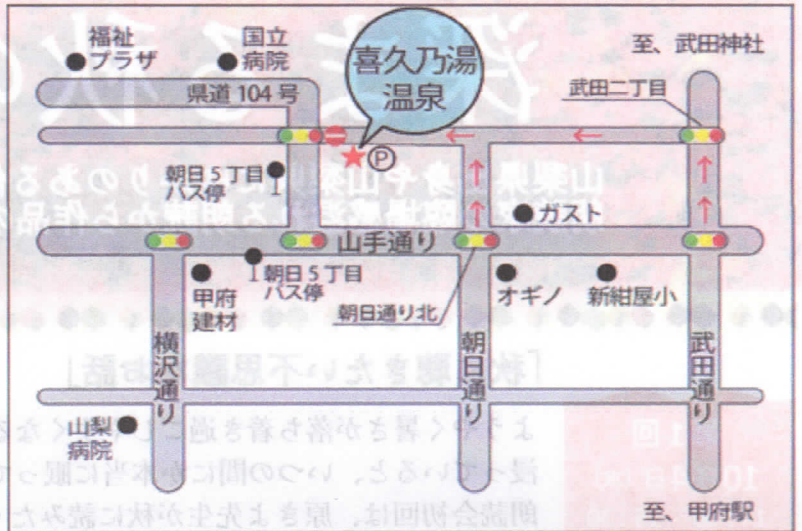 福祉
プラザ
国立
病院
喜久乃湯
温泉
至、武田神社
県道104号
武田二丁目
P
朝日5丁目
バス停
ガスト
山手通り
朝日5丁目
バス停
甲府
建材
朝日通り北
オギノ
新紺屋小
横沢通り
朝日通り
武田通り
山梨
病院
至、甲府駅